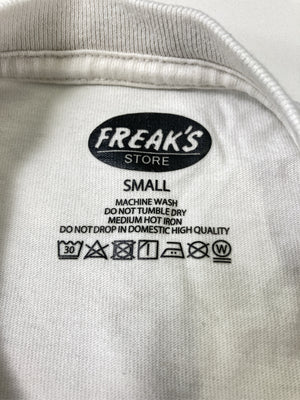 FREAK'S
STORE
SMALL
MACHINE WASH
DO NOT TUMBLE DRY
MEDIUM HOT IRON
DO NOT DROP IN DOMESTIC HIGH QUALITY
30 W